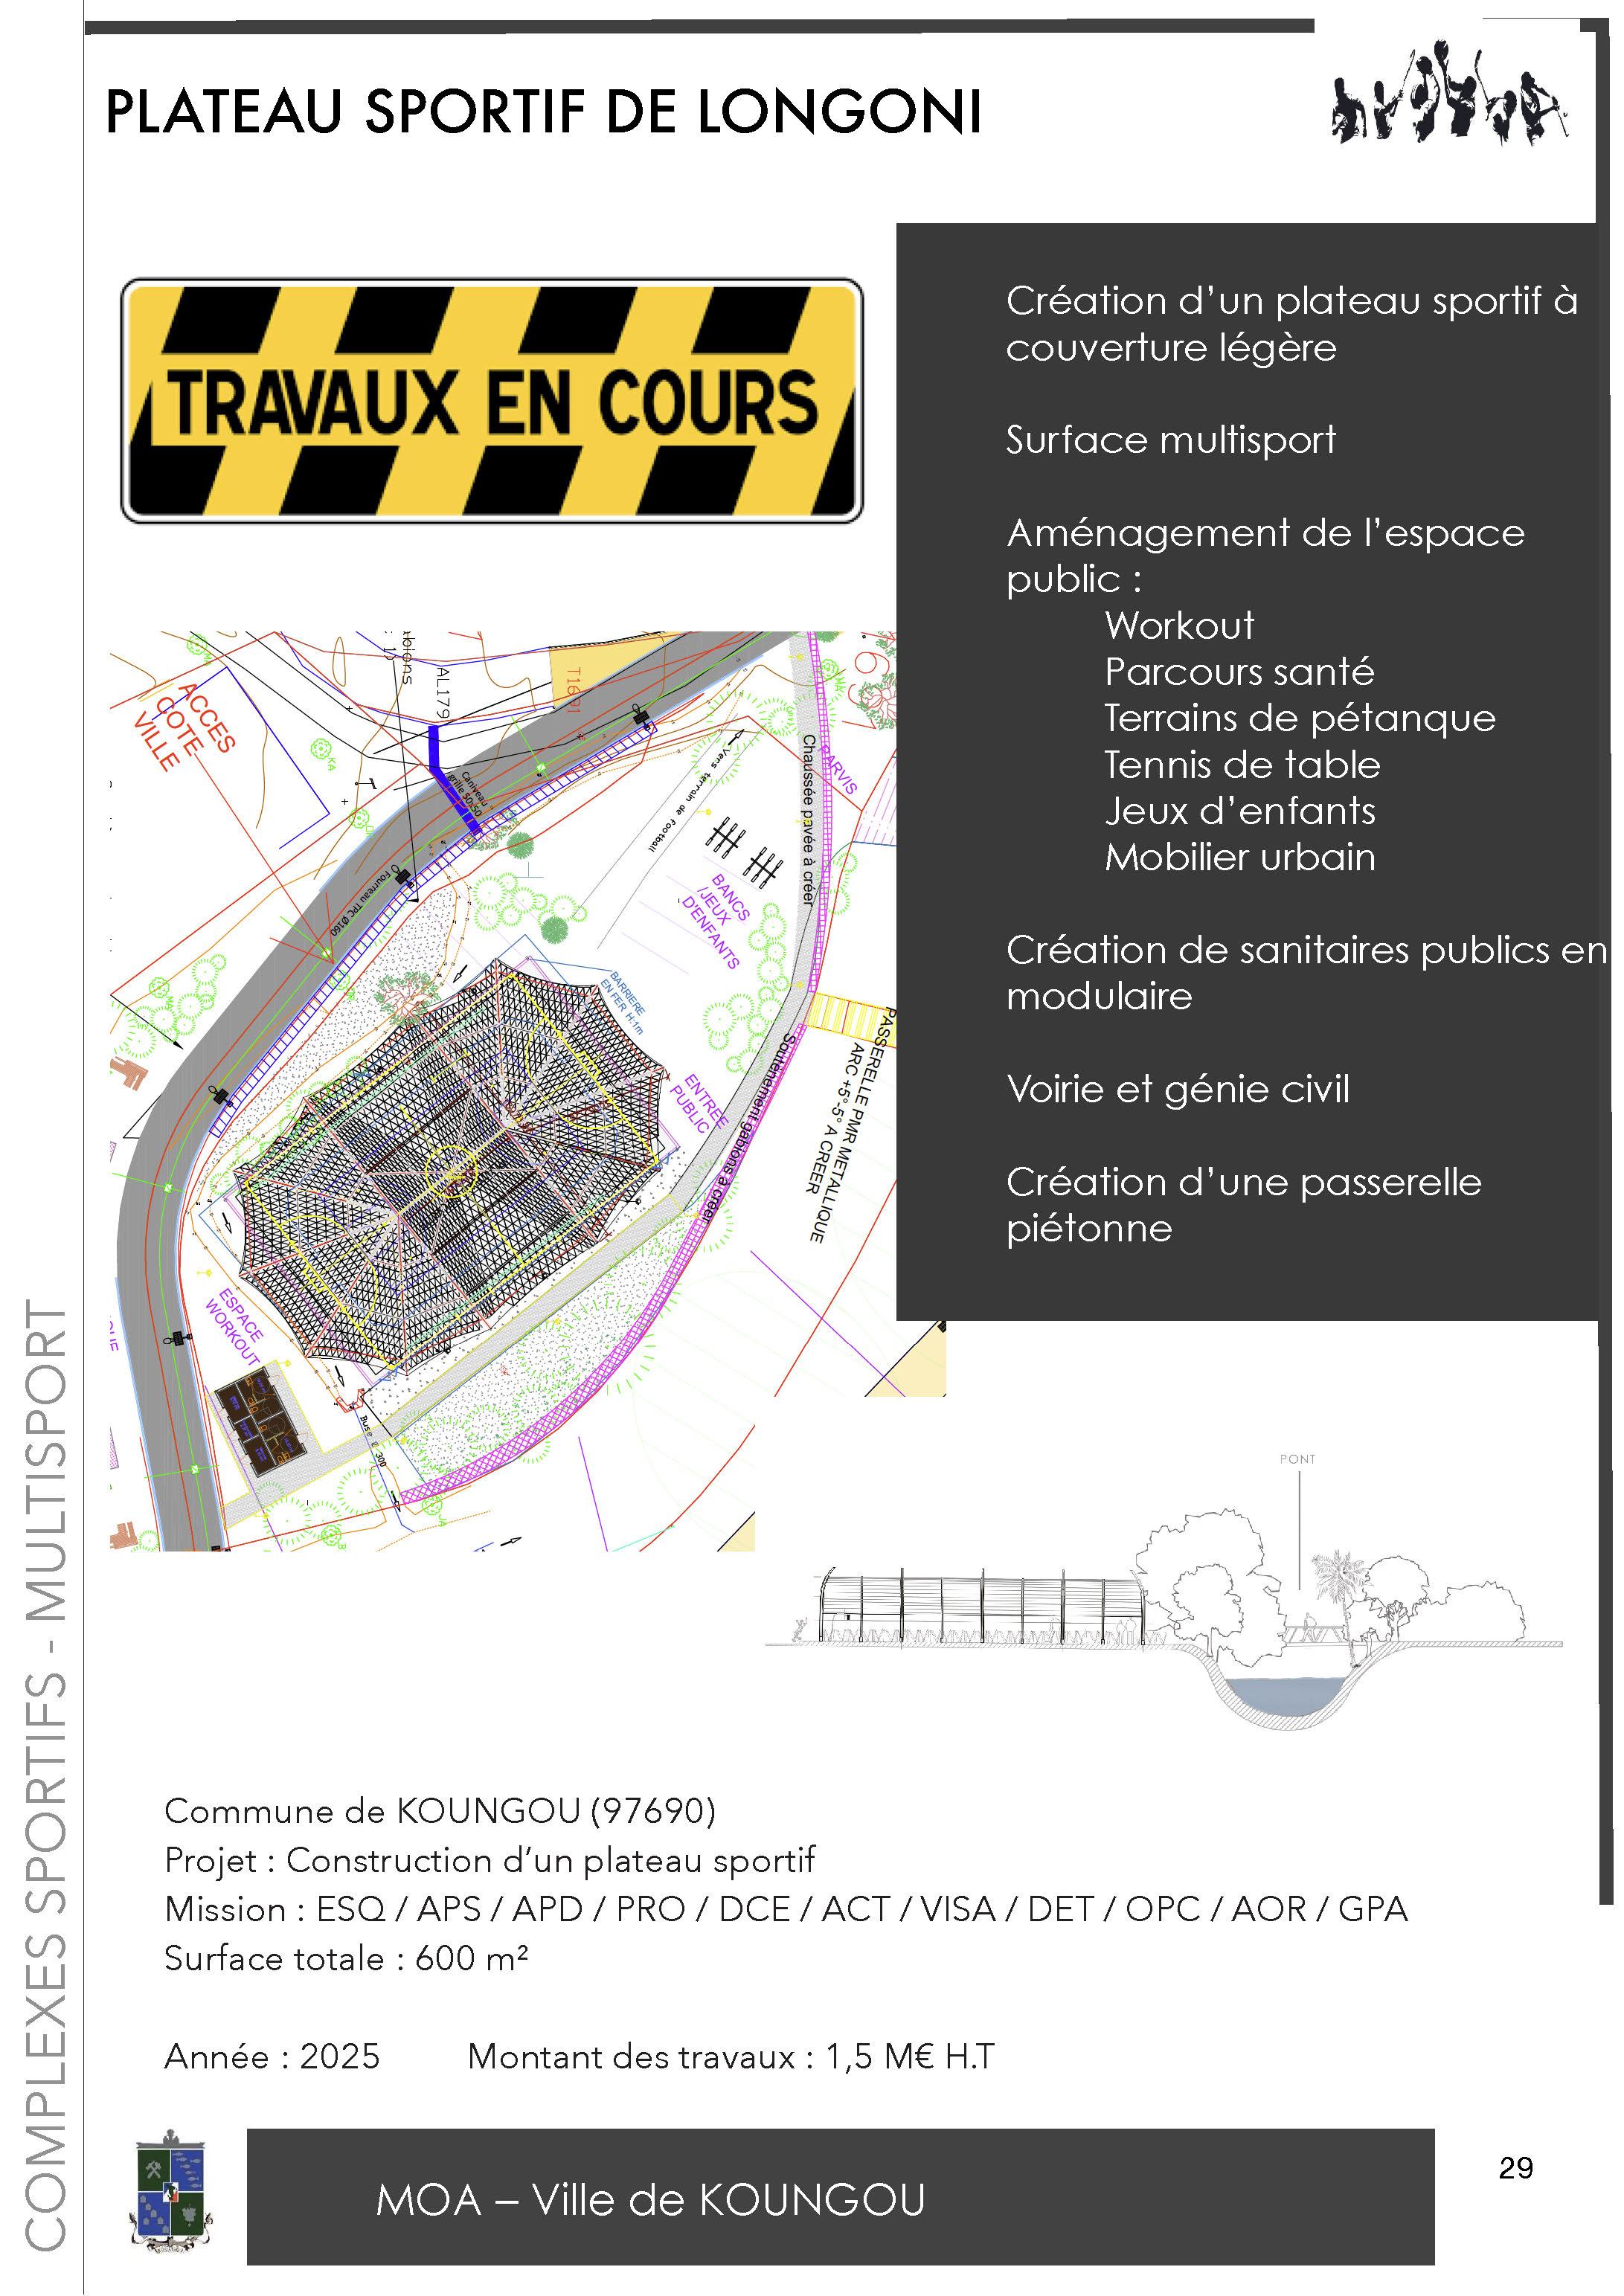 PLATEAU SPORTIF DE LONGONI
TRAVAUX EN COURS
Création d’un plateau sportif à
couverture légère
Surface multisport
Aménagement de l’espace
public :
Workout
Parcours santé
Terrains de pétanque
Tennis de table
Jeux d’enfants
Mobilier urbain
Création de sanitaires publics en
modulaire
Voirie et génie civil
Création d’une passerelle
piétonne
ACCES
COTE
VILLE
AL179
T1691
Caniveau
grille 50x50
Fourreau TPC Ø160
Vers terrain de Football
Chaussée pavée à créer
PARVIS
BANCS
/JEUX
D'ENFANTS
BARRIERE
EN FER H:1m
ENTREE
PUBLIC
Soutènement gabions à créer
PASSERELLE PMR METALLIQUE
ARC +5°-5° A CREER
ESPACE
WORKOUT
Buse Ø 300
PONT
Commune de KOUNGOU (97690)
Projet : Construction d’un plateau sportif
Mission : ESQ / APS / APD / PRO / DCE / ACT / VISA / DET / OPC / AOR / GPA
Surface totale : 600 m²
Année : 2025 Montant des travaux : 1,5 M€ H.T
MOA – Ville de KOUNGOU
29
COMPLEXES SPORTIFS - MULTISPORT